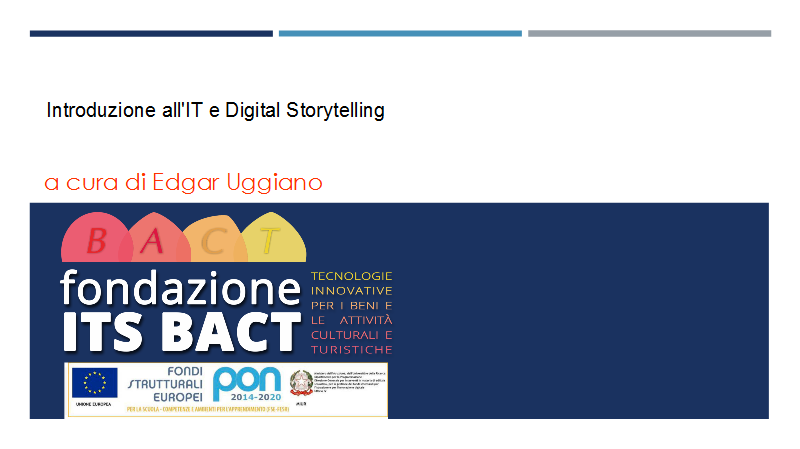 Introduzione all'IT e Digital Storytelling
a cura di Edgar Uggiano
B A C T
fondazione
ITS BACT
TECNOLOGIE
INNOVATIVE
PER I BENI E
LE ATTIVITÀ
CULTURALI E
TURISTICHE
UNIONE EUROPEA
FONDI
STRUTTURALI
EUROPEI
pon
2014-2020
MIUR
PER LA SCUOLA - COMPETENZE E AMBIENTI PER L'APPRENDIMENTO (FSE-FESR)